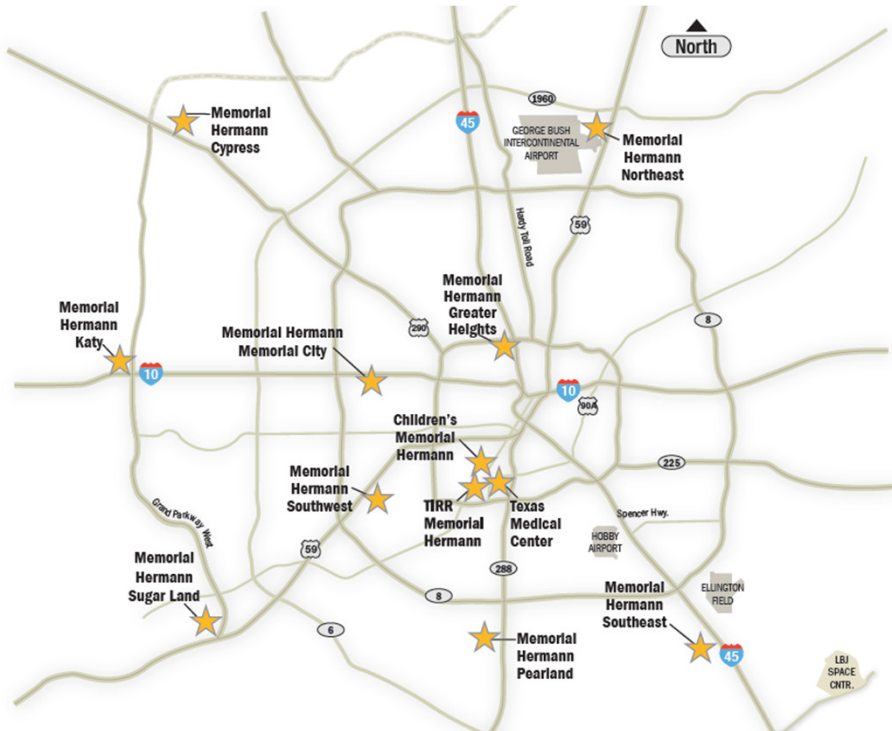 North
1960
45
GEORGE BUSH
INTERCONTINENTAL
AIRPORT
Memorial
Hermann
Cypress
Memorial
Hermann
Northeast
Hardy Toll Road
59
Memorial
Hermann
Greater
Heights
8
Memorial
Hermann
Katy
290
Memorial Hermann
Memorial City
10
10
90A
Children's
Memorial
Hermann
225
Memorial
Hermann
Southwest
TIRR
Memorial
Hermann
Texas
Medical
Center
Grand Parkway West
Spencer Hwy.
HOBBY
AIRPORT
59
288
Memorial
Hermann
Sugar Land
8
Memorial
Hermann
Southeast
ELLINGTON
FIELD
6
Memorial
Hermann
Pearland
45
LBJ
SPACE
CNTR.